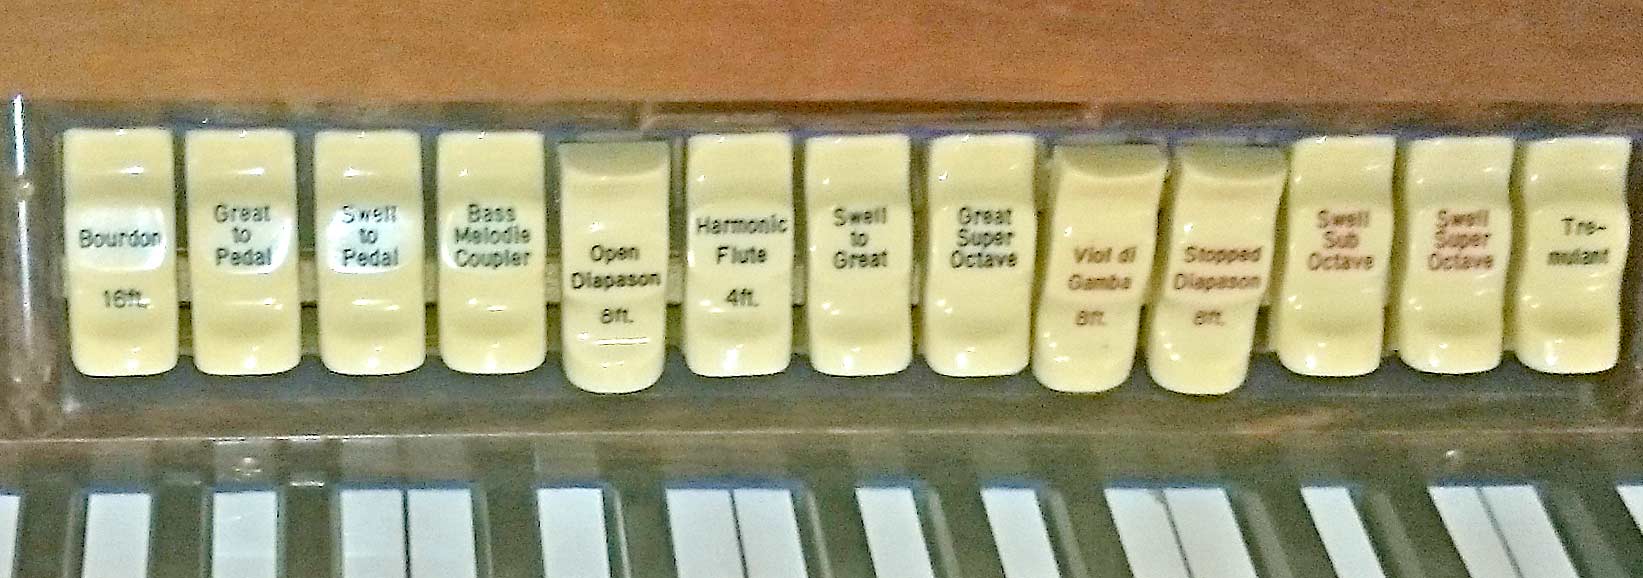 Bourdon
16ft.
Great
to
Pedal
Swell
to
Pedal
Bass
Melodie
Coupler
Open
Diapason
8ft.
Harmonic
Flute
4ft.
Swell
to
Great
Great
Super
Octave
Viol di
Gamba
8ft.
Stopped
Diapason
8ft.
Swell
Sub
Octave
Swell
Super
Octave
Tre-
mulant